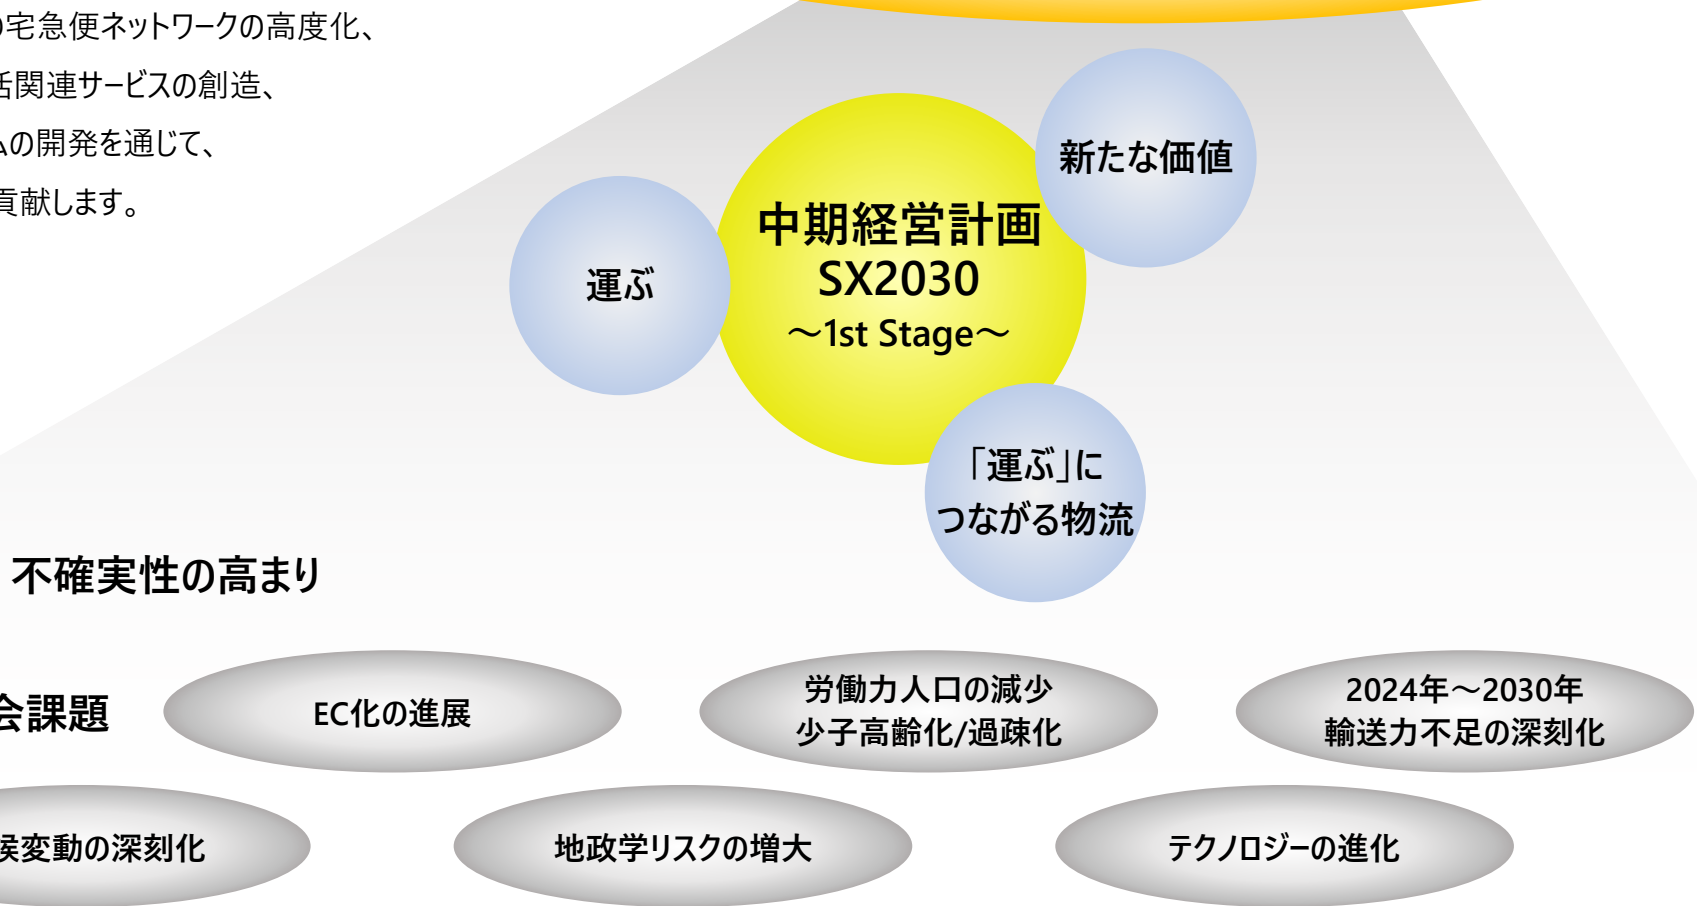 の宅急便ネットワークの高度化、
活関連サービスの創造、
ムの開発を通じて、
貢献します。
新たな価値
中期経営計画
SX2030
～1st Stage～
運ぶ
「運ぶ」に
つながる物流
不確実性の高まり
会課題
EC化の進展
労働力人口の減少
少子高齢化/過疎化
2024年～2030年
輸送力不足の深刻化
候変動の深刻化
地政学リスクの増大
テクノロジーの進化